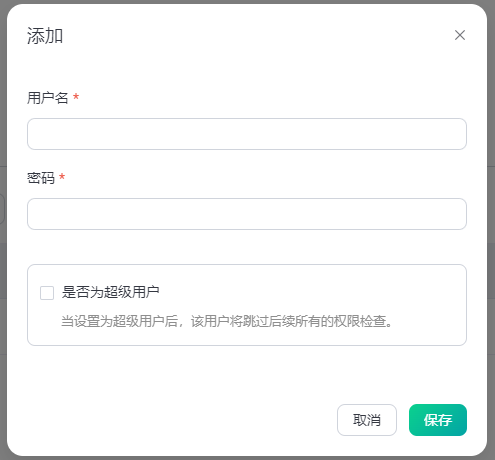 添加
用户名 *
密码 *
是否为超级用户
当设置为超级用户后，该用户将跳过后续所有的权限检查。
取消 保存